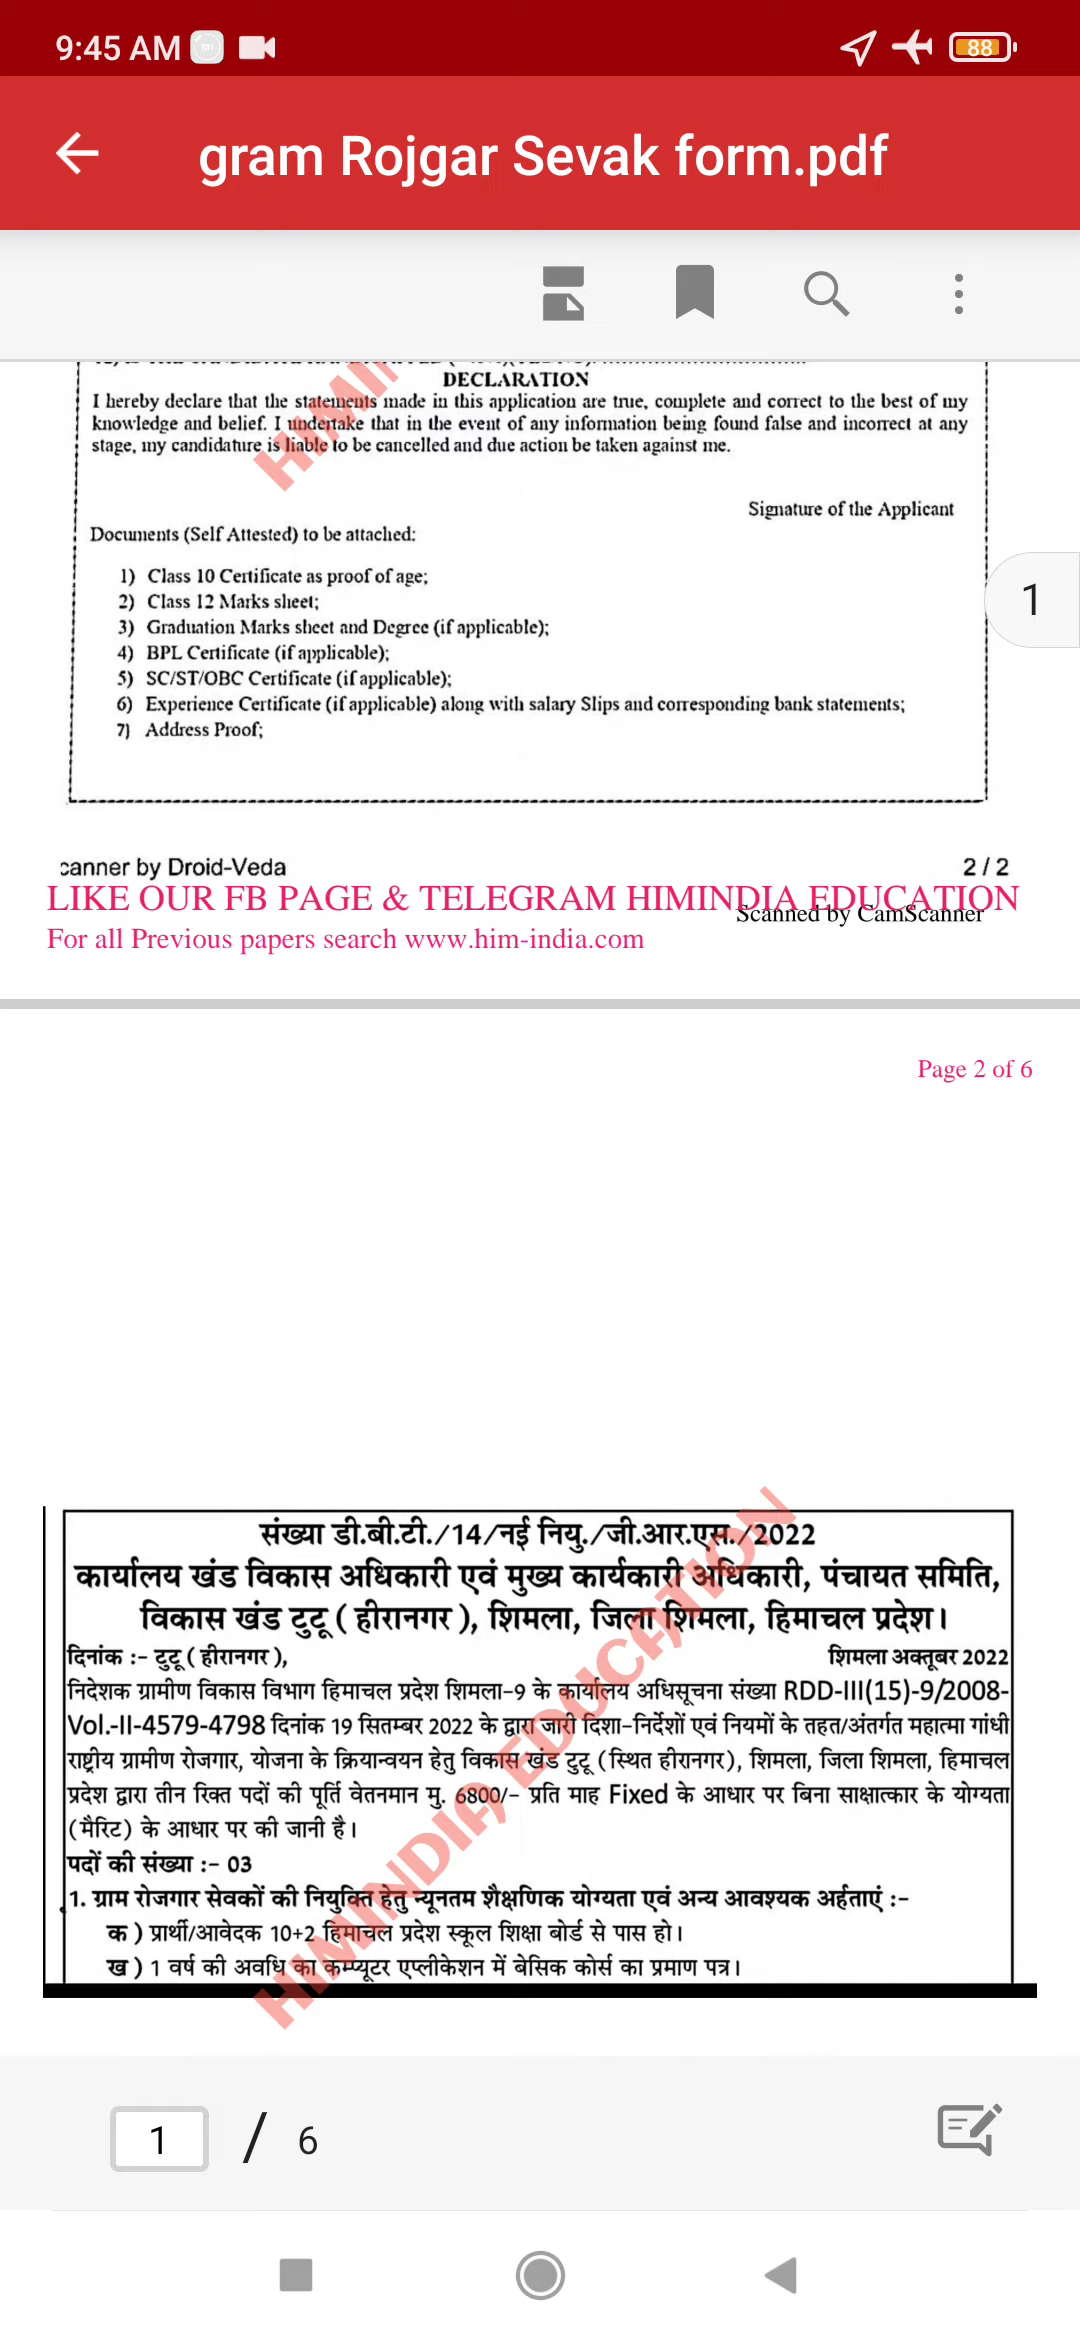 9:45 AM
88
gram Rojgar Sevak form.pdf
DECLARATION
I hereby declare that the statements made in this application are true, complete and correct to the best of my
knowledge and belief. I undertake that in the event of any information being found false and incorrect at any
stage, my candidature is liable to be cancelled and due action be taken against me.
Signature of the Applicant
Documents (Self Attested) to be attached:
1) Class 10 Certificate as proof of age;
1
2) Class 12 Marks sheet;
3) Graduation Marks sheet and Degree (if applicable);
4) BPL Certificate (if applicable);
5) SC/ST/OBC Certificate (if applicable);
6) Experience Certificate (if applicable) along with salary Slips and corresponding bank statements;
7) Address Proof;
canner by Droid-Veda 2 / 2
LIKE OUR FB PAGE & TELEGRAM HIMINDIA EDUCATION
Scanned by CamScanner
For all Previous papers search www.him-india.com
Page 2 of 6
संख्या डी.बी.टी./14/नई नियु./जी.आर.एस./2022
कार्यालय खंड विकास अधिकारी एवं मुख्य कार्यकारी अधिकारी, पंचायत समिति,
विकास खंड टुटू ( हीरानगर ), शिमला, जिला शिमला, हिमाचल प्रदेश।
दिनांक :- टुटू ( हीरानगर ), शिमला अक्तूबर 2022
निदेशक ग्रामीण विकास विभाग हिमाचल प्रदेश शिमला-9 के कार्यालय अधिसूचना संख्या RDD-III(15)-9/2008-
Vol.-II-4579-4798 दिनांक 19 सितम्बर 2022 के द्वारा जारी दिशा-निर्देशों एवं नियमों के तहत/अंतर्गत महात्मा गांधी
राष्ट्रीय ग्रामीण रोजगार, योजना के क्रियान्वयन हेतु विकास खंड टुटू (स्थित हीरानगर), शिमला, जिला शिमला, हिमाचल
प्रदेश द्वारा तीन रिक्त पदों की पूर्ति वेतनमान मु. 6800/- प्रति माह Fixed के आधार पर बिना साक्षात्कार के योग्यता
(मैरिट) के आधार पर की जानी है।
पदों की संख्या :- 03
1. ग्राम रोजगार सेवकों की नियुक्ति हेतु न्यूनतम शैक्षणिक योग्यता एवं अन्य आवश्यक अर्हताएं :-
क ) प्रार्थी/आवेदक 10+2 हिमाचल प्रदेश स्कूल शिक्षा बोर्ड से पास हो।
ख ) 1 वर्ष की अवधि का कम्प्यूटर एप्लीकेशन में बेसिक कोर्स का प्रमाण पत्र।
HIMINDIA EDUCATION
1 / 6